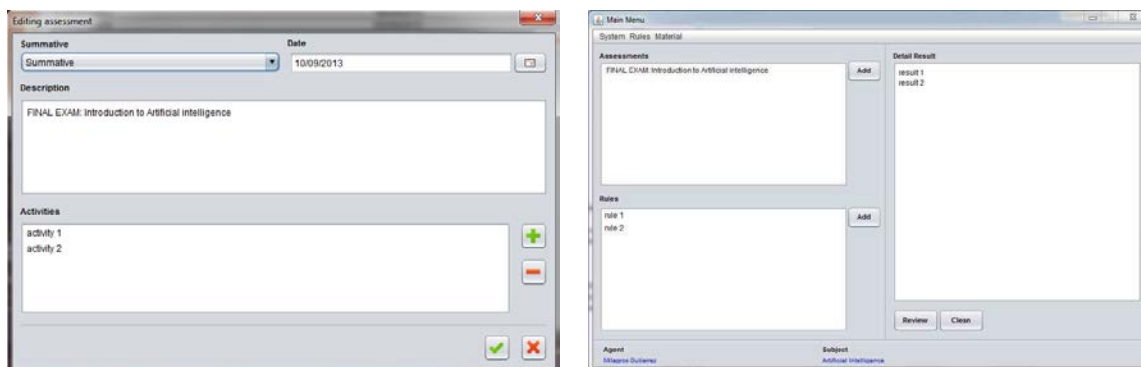 Editing assessment
Summative
Date
Summative
10/09/2013
Description
FINAL EXAM: Introduction to Artificial intelligence
Activities
activity 1
activity 2
Main Menu
System Rules Material
Assessments
FINAL EXAM: Introduction to Artificial intelligence
Add
Detail Result
result 1
result 2
Rules
rule 1
rule 2
Add
Review
Clean
Agent
Subject
Milagros Gutierrez
Artificial Intelligence